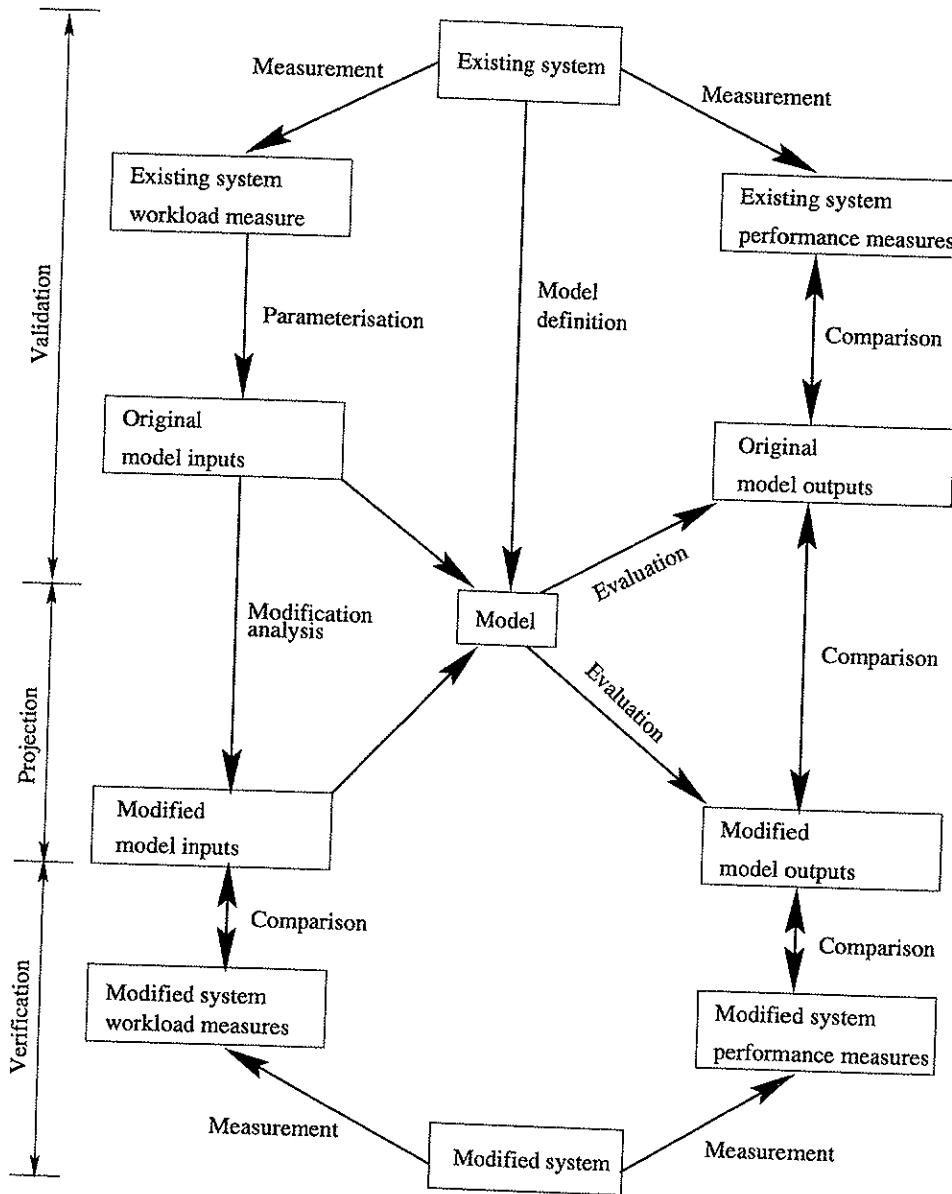 Existing system
Measurement
Measurement
Existing system
workload measure
Existing system
performance measures
Validation
Parameterisation
Model
definition
Comparison
Original
model inputs
Original
model outputs
Evaluation
Model
Modification
analysis
Comparison
Evaluation
Projection
Modified
model inputs
Modified
model outputs
Comparison
Comparison
Verification
Modified system
workload measures
Modified system
performance measures
Measurement
Modified system
Measurement